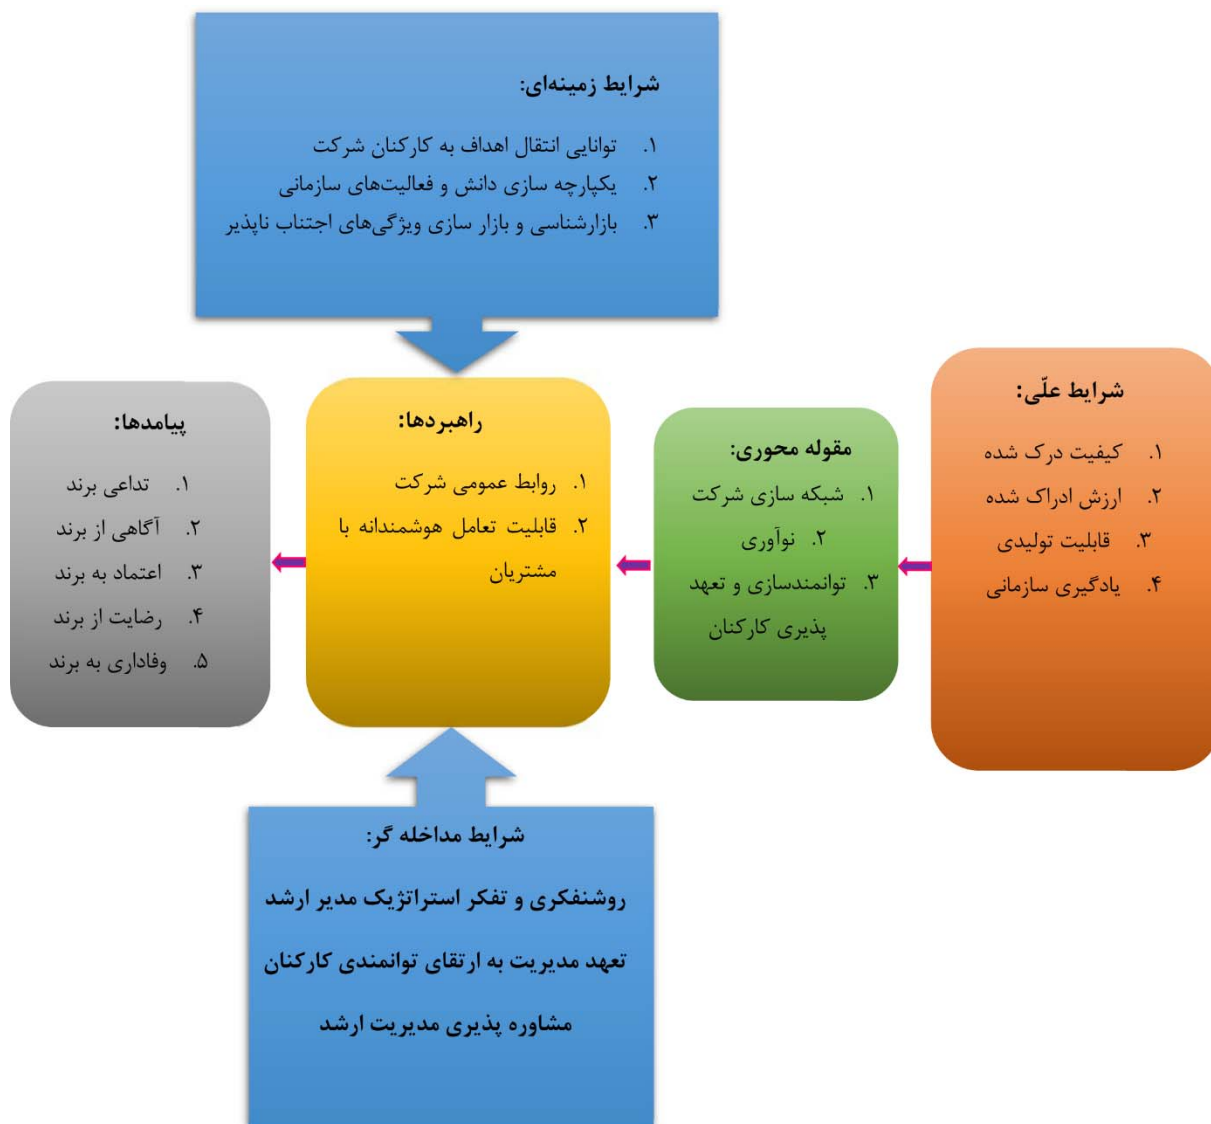 شرایط زمینه‌ای:
۱. توانایی انتقال اهداف به کارکنان شرکت
۲. یکپارچه سازی دانش و فعالیت‌های سازمانی
۳. بازارشناسی و بازار سازی ویژگی‌های اجتناب ناپذیر
شرایط علّی:
۱. کیفیت درک شده
۲. ارزش ادراک شده
۳. قابلیت تولیدی
۴. یادگیری سازمانی
مقوله محوری:
۱. شبکه سازی شرکت
۲. نوآوری
۳. توانمندسازی و تعهد
پذیری کارکنان
راهبردها:
۱. روابط عمومی شرکت
۲. قابلیت تعامل هوشمندانه با
مشتریان
پیامدها:
۱. تداعی برند
۲. آگاهی از برند
۳. اعتماد به برند
۴. رضایت از برند
۵. وفاداری به برند
شرایط مداخله گر:
روشنفکری و تفکر استراتژیک مدیر ارشد
تعهد مدیریت به ارتقای توانمندی کارکنان
مشاوره پذیری مدیریت ارشد